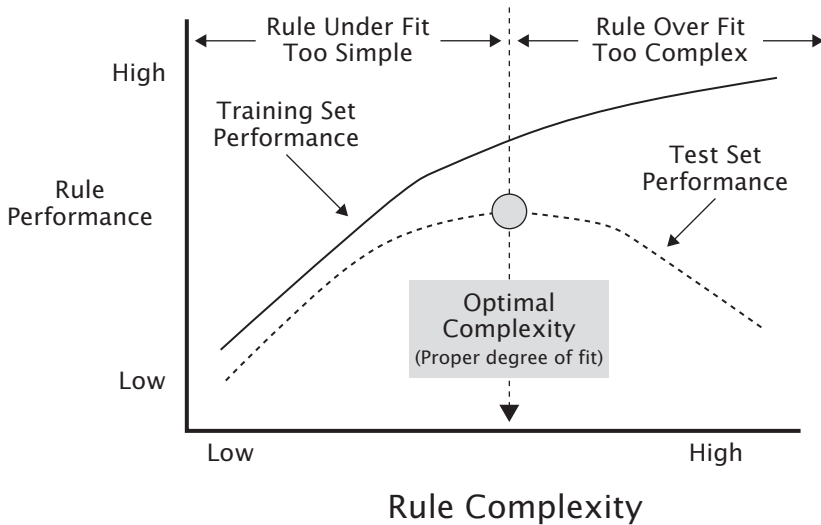 Rule Under Fit
Too Simple
Rule Over Fit
Too Complex
High
Training Set
Performance
Test Set
Performance
Rule
Performance
Optimal
Complexity
(Proper degree of fit)
Low
Low
High
Rule Complexity